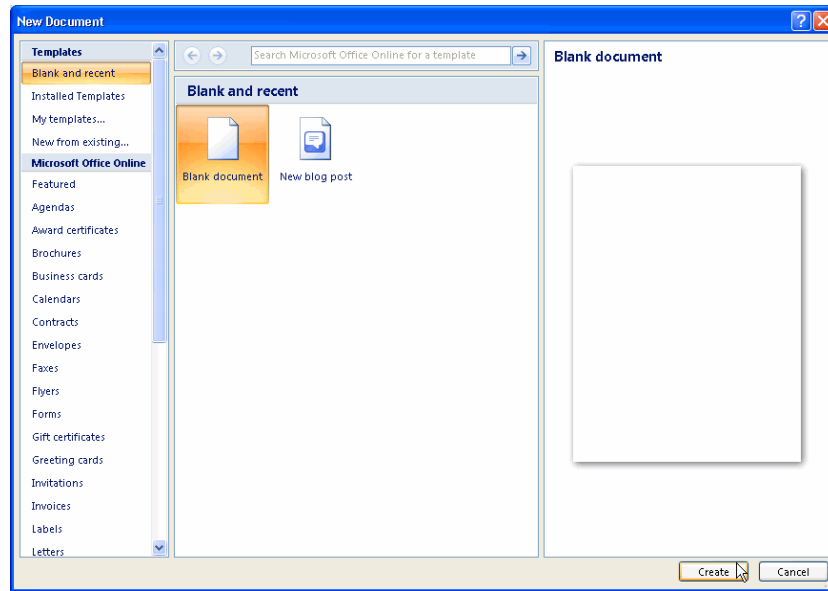 New Document
?
X
Templates
Blank and recent
Installed Templates
My templates...
New from existing...
Microsoft Office Online
Featured
Agendas
Award certificates
Brochures
Business cards
Calendars
Contracts
Envelopes
Faxes
Flyers
Forms
Gift certificates
Greeting cards
Invitations
Invoices
Labels
Letters
Search Microsoft Office Online for a template
Blank and recent
Blank document
New blog post
Blank document
Create
Cancel